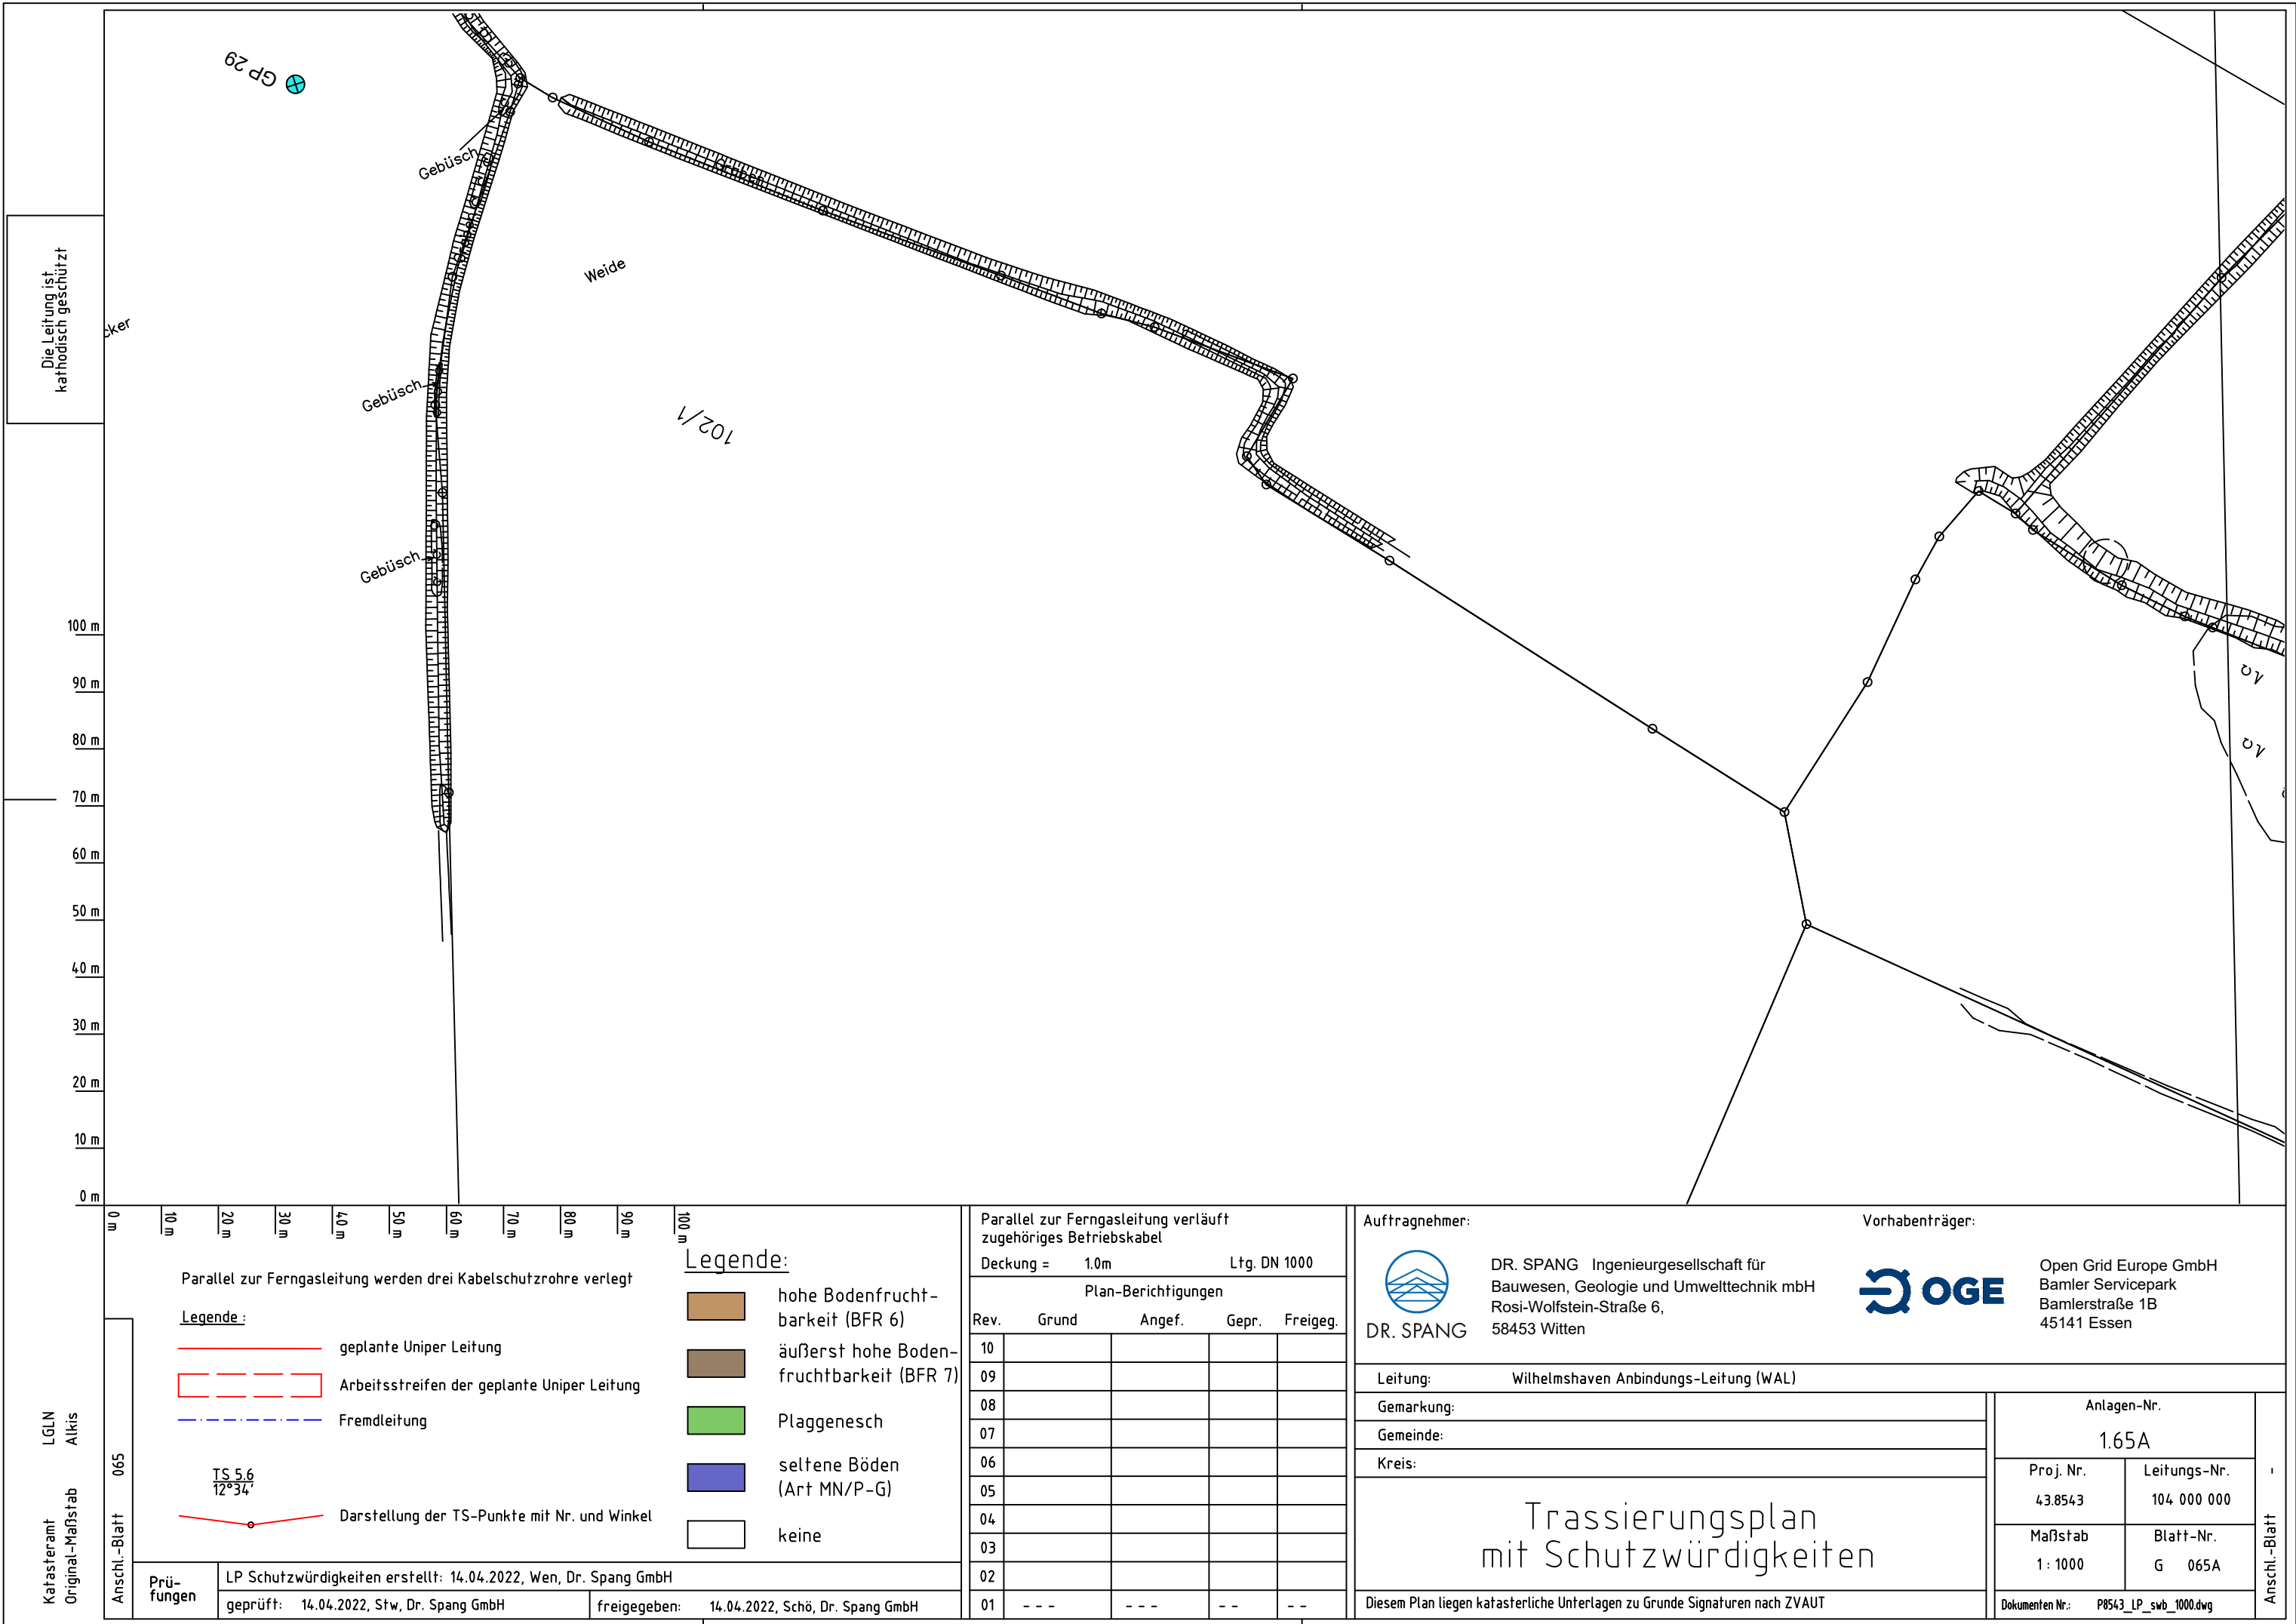 GP 29
Gebüsch
Graben
Weide
Graben
Die Leitung ist
kathodisch geschützt
cker
Gebüsch
102/1
Gebüsch
100 m
90 m
80 m
70 m
60 m
50 m
40 m
30 m
20 m
10 m
0 m
0 m
10 m
20 m
30 m
40 m
50 m
60 m
70 m
80 m
90 m
100 m
Parallel zur Ferngasleitung werden drei Kabelschutzrohre verlegt
Legende :
geplante Uniper Leitung
Arbeitsstreifen der geplante Uniper Leitung
Fremdleitung
TS 5.6
12°34'
Darstellung der TS-Punkte mit Nr. und Winkel
Legende:
hohe Bodenfrucht-
barkeit (BFR 6)
äußerst hohe Boden-
fruchtbarkeit (BFR 7)
Plaggenesch
seltene Böden
(Art MN/P-G)
keine
Katasteramt LGLN
Original-Maßstab Alkis
Anschl.-Blatt 065
Prü-
fungen
LP Schutzwürdigkeiten erstellt: 14.04.2022, Wen, Dr. Spang GmbH
geprüft: 14.04.2022, Stw, Dr. Spang GmbH
freigegeben: 14.04.2022, Schö, Dr. Spang GmbH
Parallel zur Ferngasleitung verläuft
zugehöriges Betriebskabel
Deckung = 1.0m Ltg. DN 1000
Plan-Berichtigungen
Rev. Grund Angef. Gepr. Freigeg.
10
09
08
07
06
05
04
03
02
01 --- --- -- --
Auftragnehmer:
DR. SPANG
DR. SPANG Ingenieurgesellschaft für
Bauwesen, Geologie und Umwelttechnik mbH
Rosi-Wolfstein-Straße 6,
58453 Witten
Vorhabenträger:
OGE
Open Grid Europe GmbH
Bamler Servicepark
Bamlerstraße 1B
45141 Essen
Leitung: Wilhelmshaven Anbindungs-Leitung (WAL)
Gemarkung:
Gemeinde:
Kreis:
Trassierungsplan
mit Schutzwürdigkeiten
Diesem Plan liegen katasterliche Unterlagen zu Grunde Signaturen nach ZVAUT
Anlagen-Nr.
1.65A
Proj. Nr. Leitungs-Nr.
43.8543 104 000 000
Maßstab Blatt-Nr.
1 : 1000 G 065A
Dokumenten Nr.: P8543_LP_swb_1000.dwg
Anschl.-Blatt -